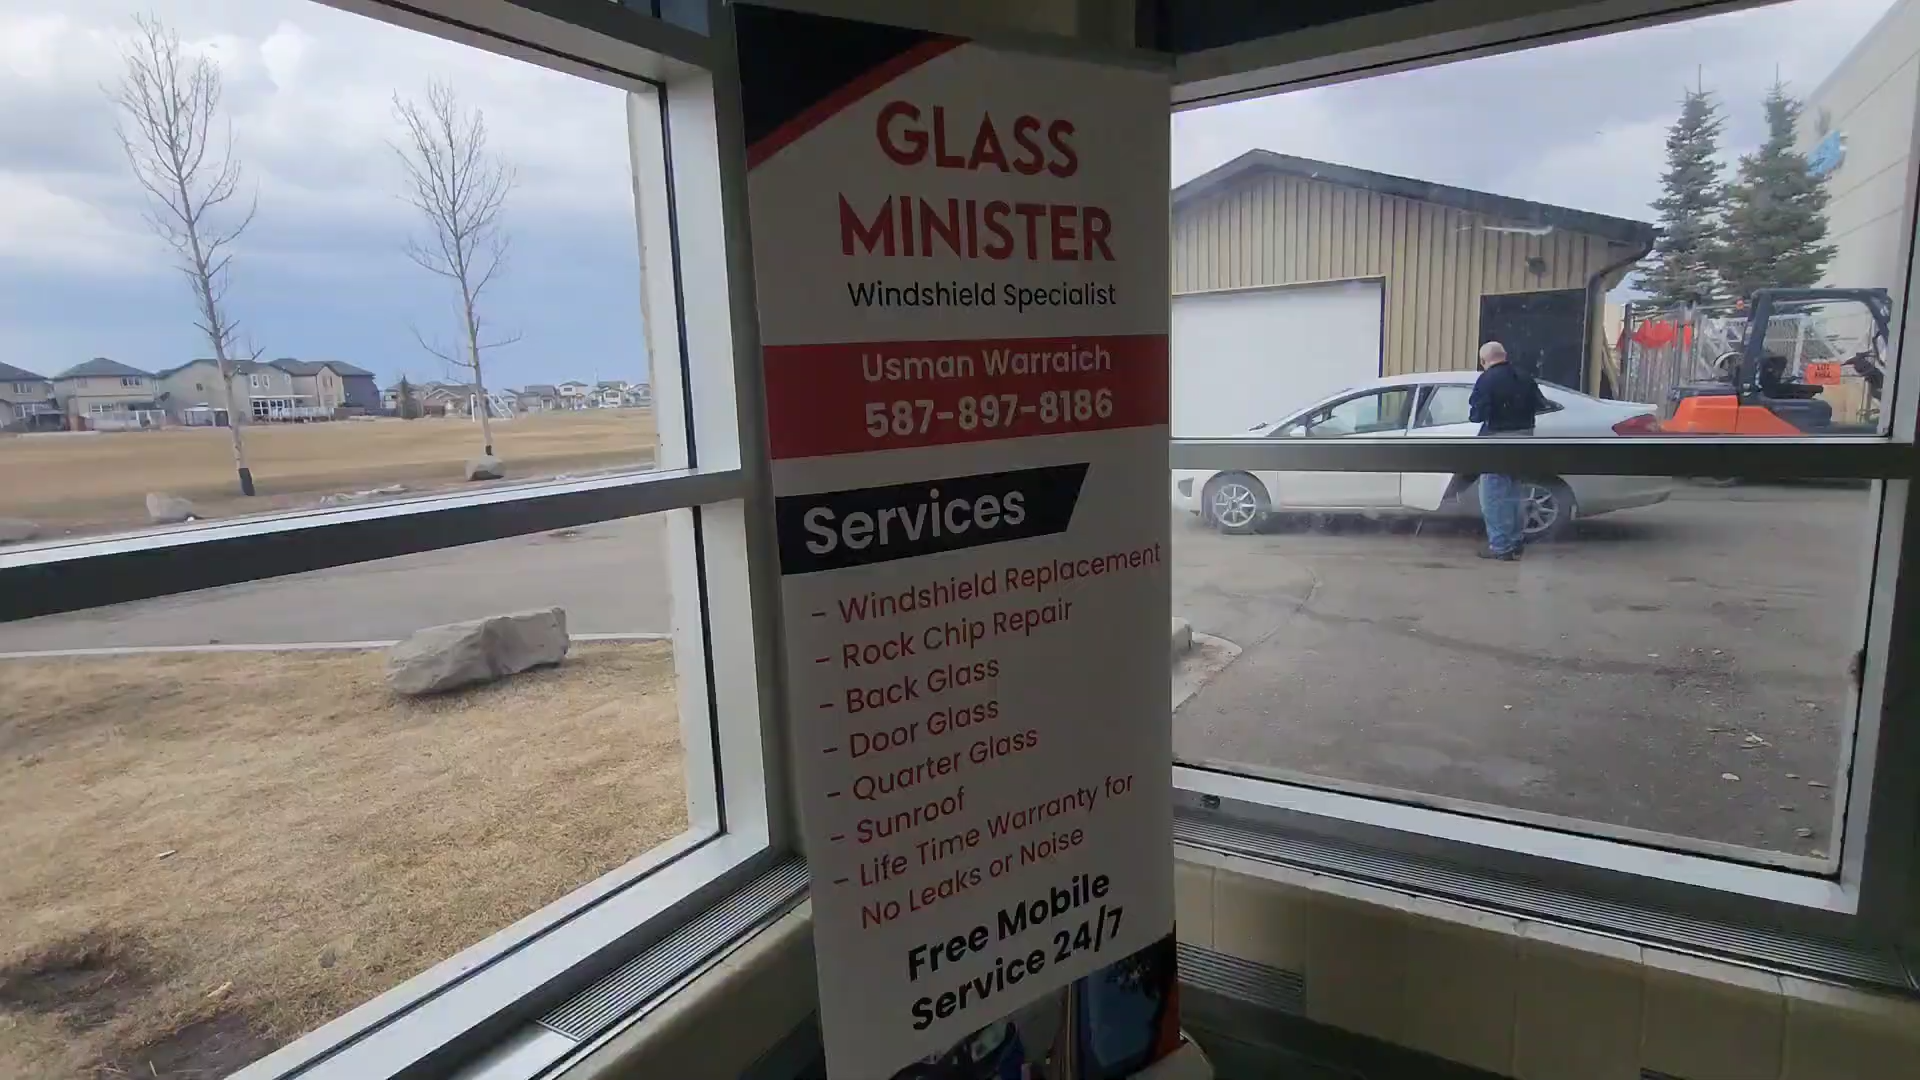 GLASS
MINISTER
Windshield Specialist
Usman Warraich
587-897-8186
Services
- Windshield Replacement
- Rock Chip Repair
- Back Glass
- Door Glass
- Quarter Glass
- Sunroof
- Life Time Warranty for
No Leaks or Noise
Free Mobile
Service 24/7